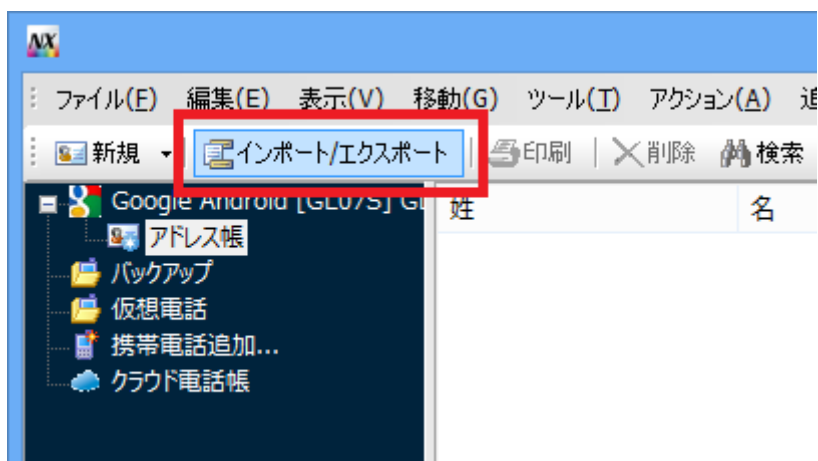 NX
ファイル(F) 編集(E) 表示(V) 移動(G) ツール(T) アクション(A) 追
新規 インポート/エクスポート 印刷 削除 検索
Google Android [GL07S] GL
姓 名
アドレス帳
バックアップ
仮想電話
携帯電話追加...
クラウド電話帳